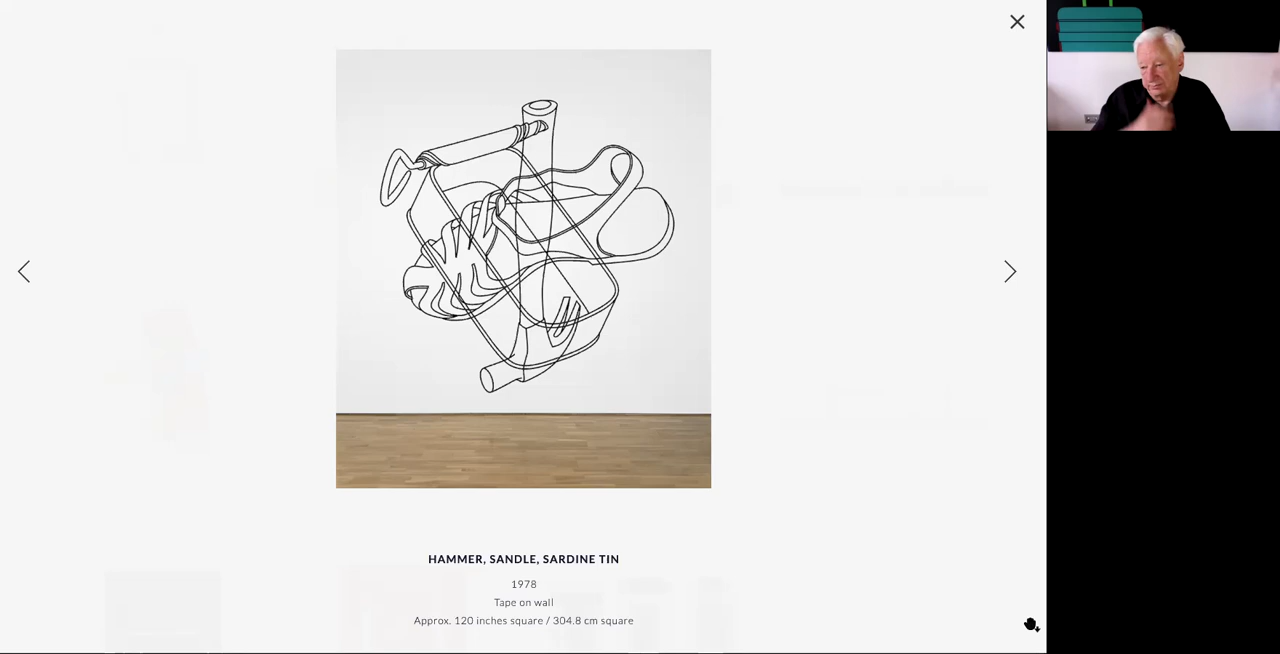 HAMMER, SANDLE, SARDINE TIN
1978
Tape on wall
Approx. 120 inches square / 304.8 cm square